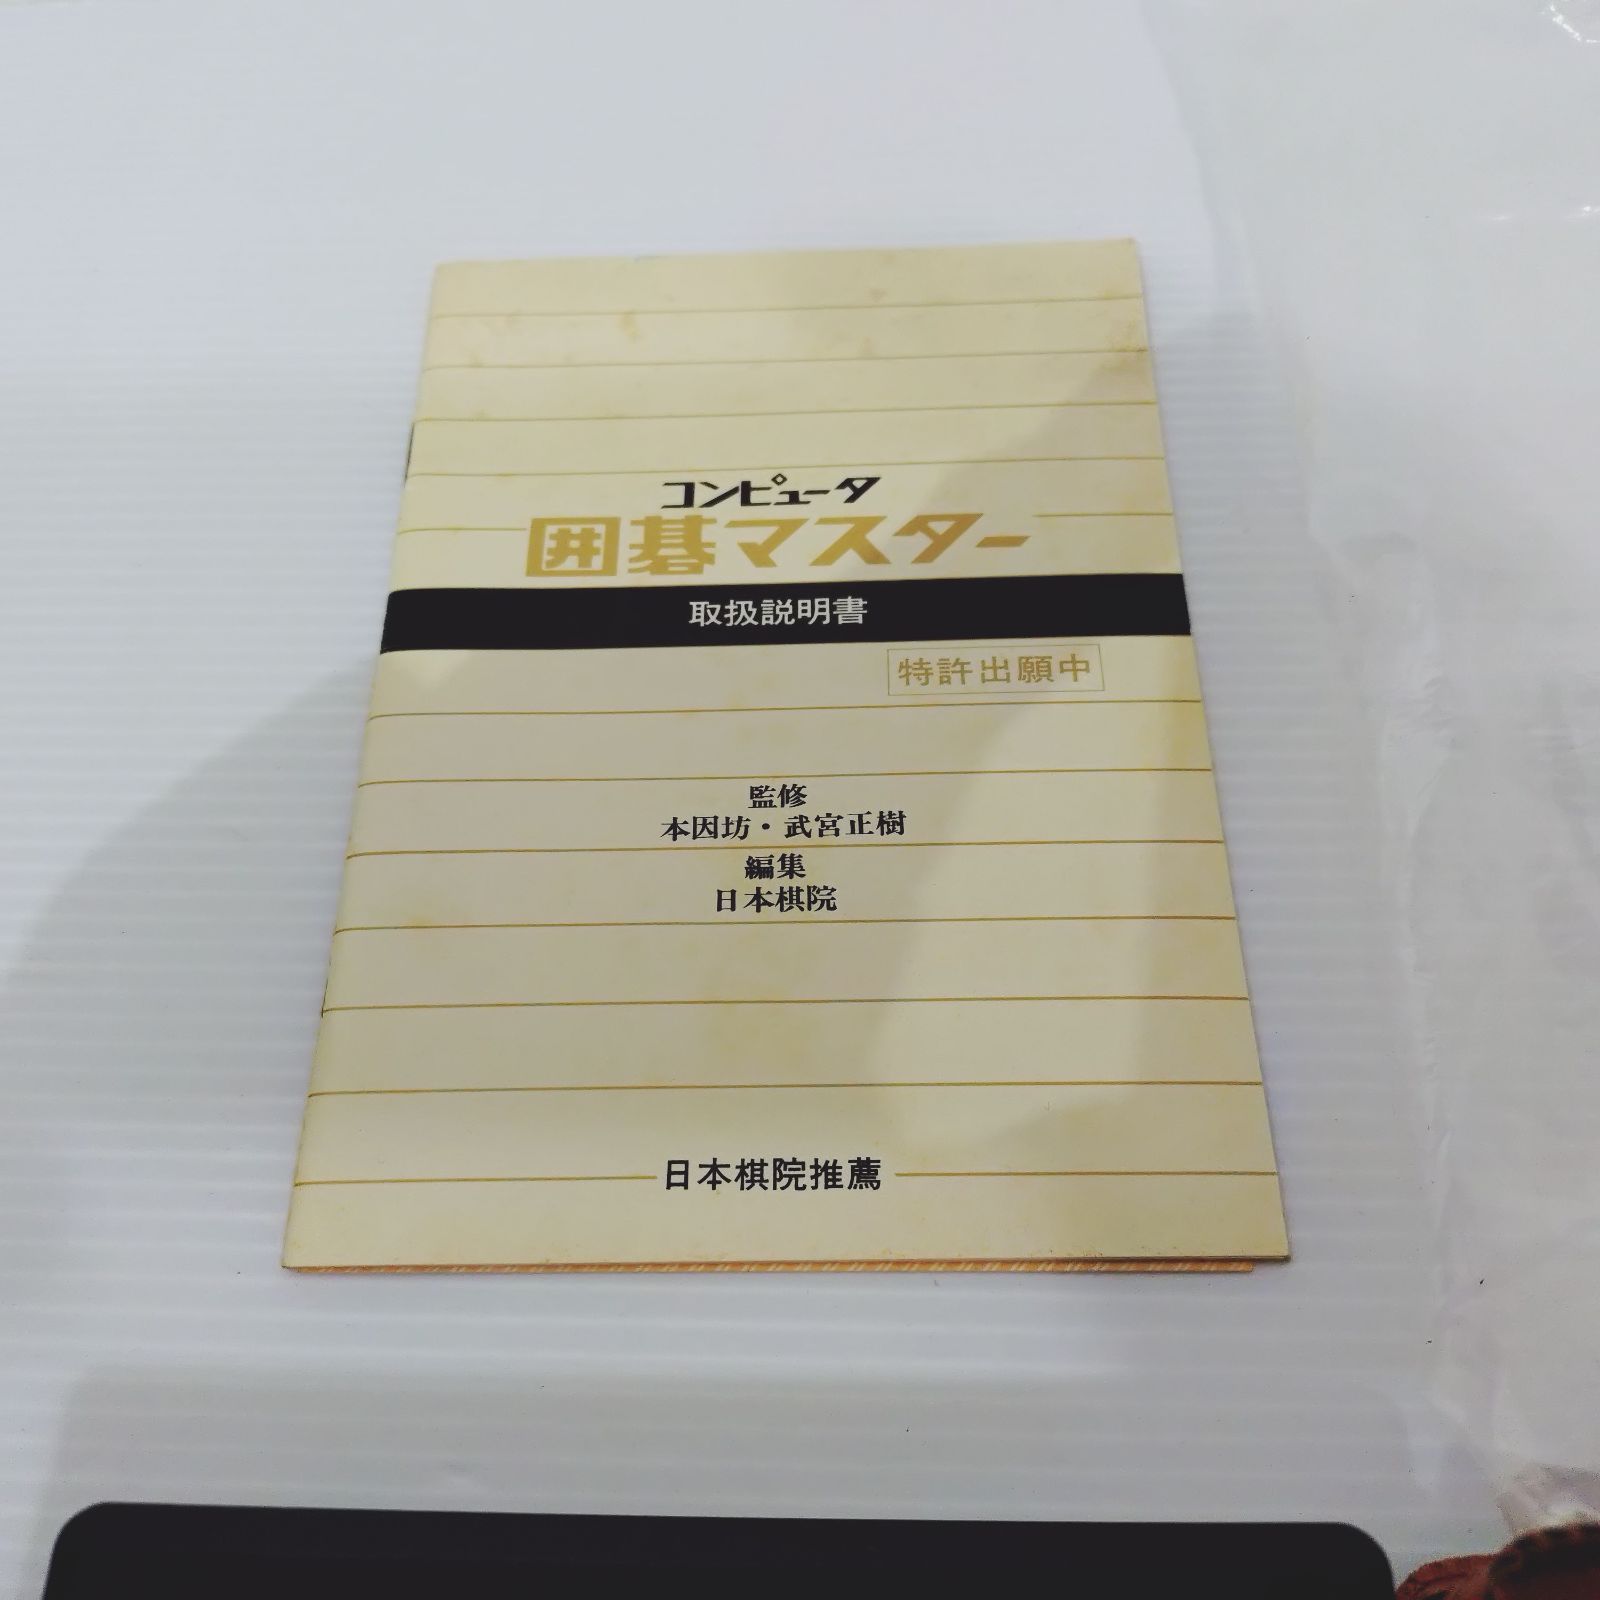 コンピュータ
囲碁マスター
取扱説明書
特許出願中
監修
本因坊・武宮正樹
編集
日本棋院
日本棋院推薦